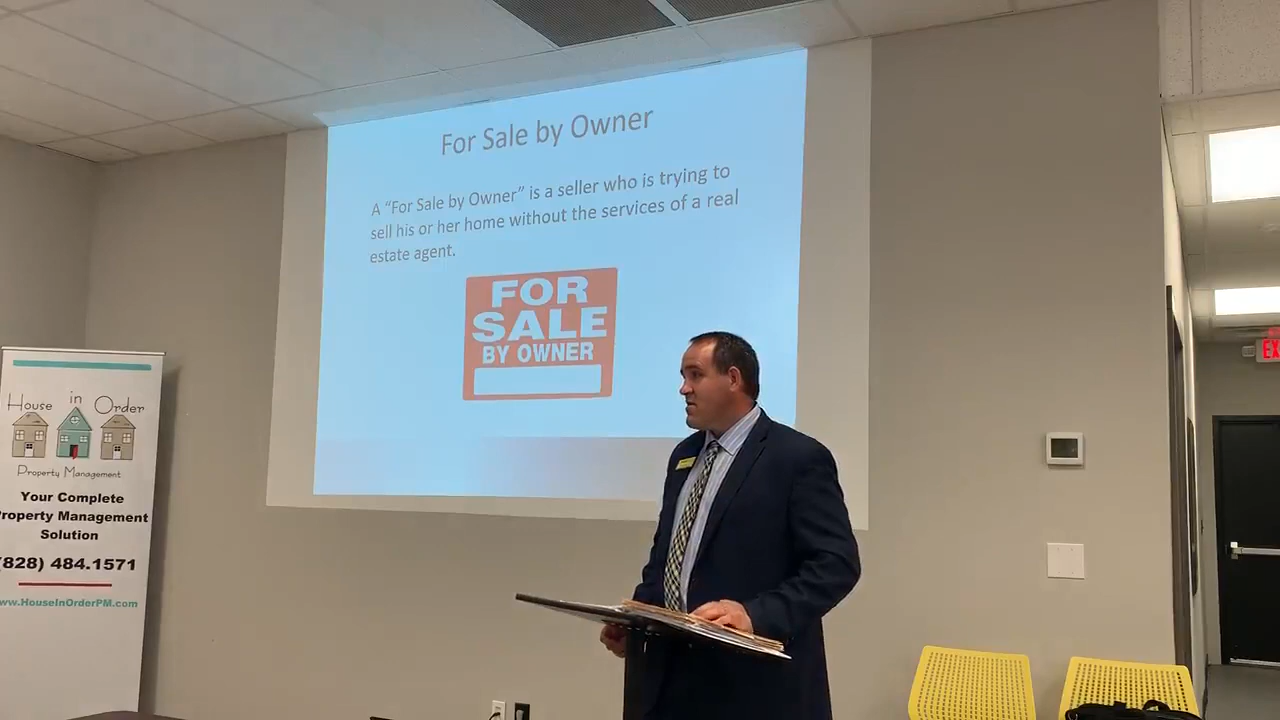 For Sale by Owner
A “For Sale by Owner” is a seller who is trying to
sell his or her home without the services of a real
estate agent.
FOR
SALE
BY OWNER
House in Order
Property Management
Your Complete
Property Management
Solution
(828) 484.1571
www.HouseInOrderPM.com
EX